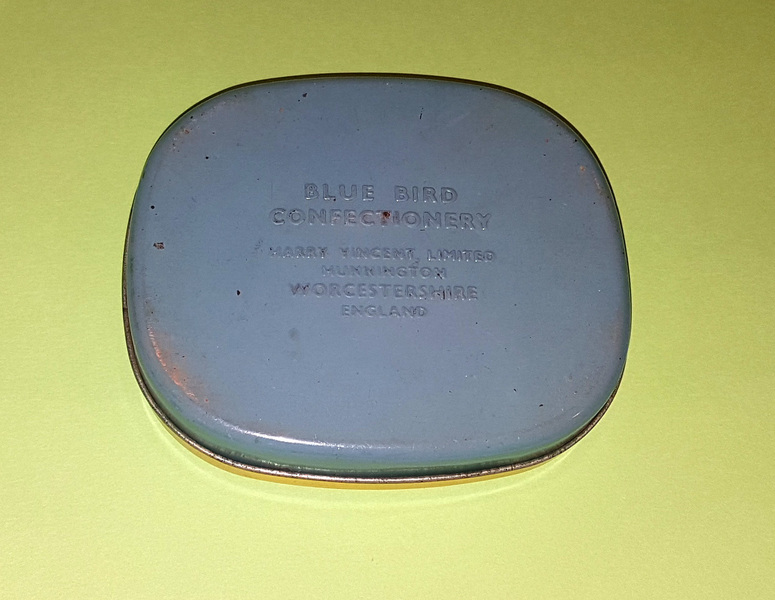 BLUE BIRD
CONFECTIONERY
HARRY VINCENT, LIMITED
HUNNINGTON
WORCESTERSHIRE
ENGLAND